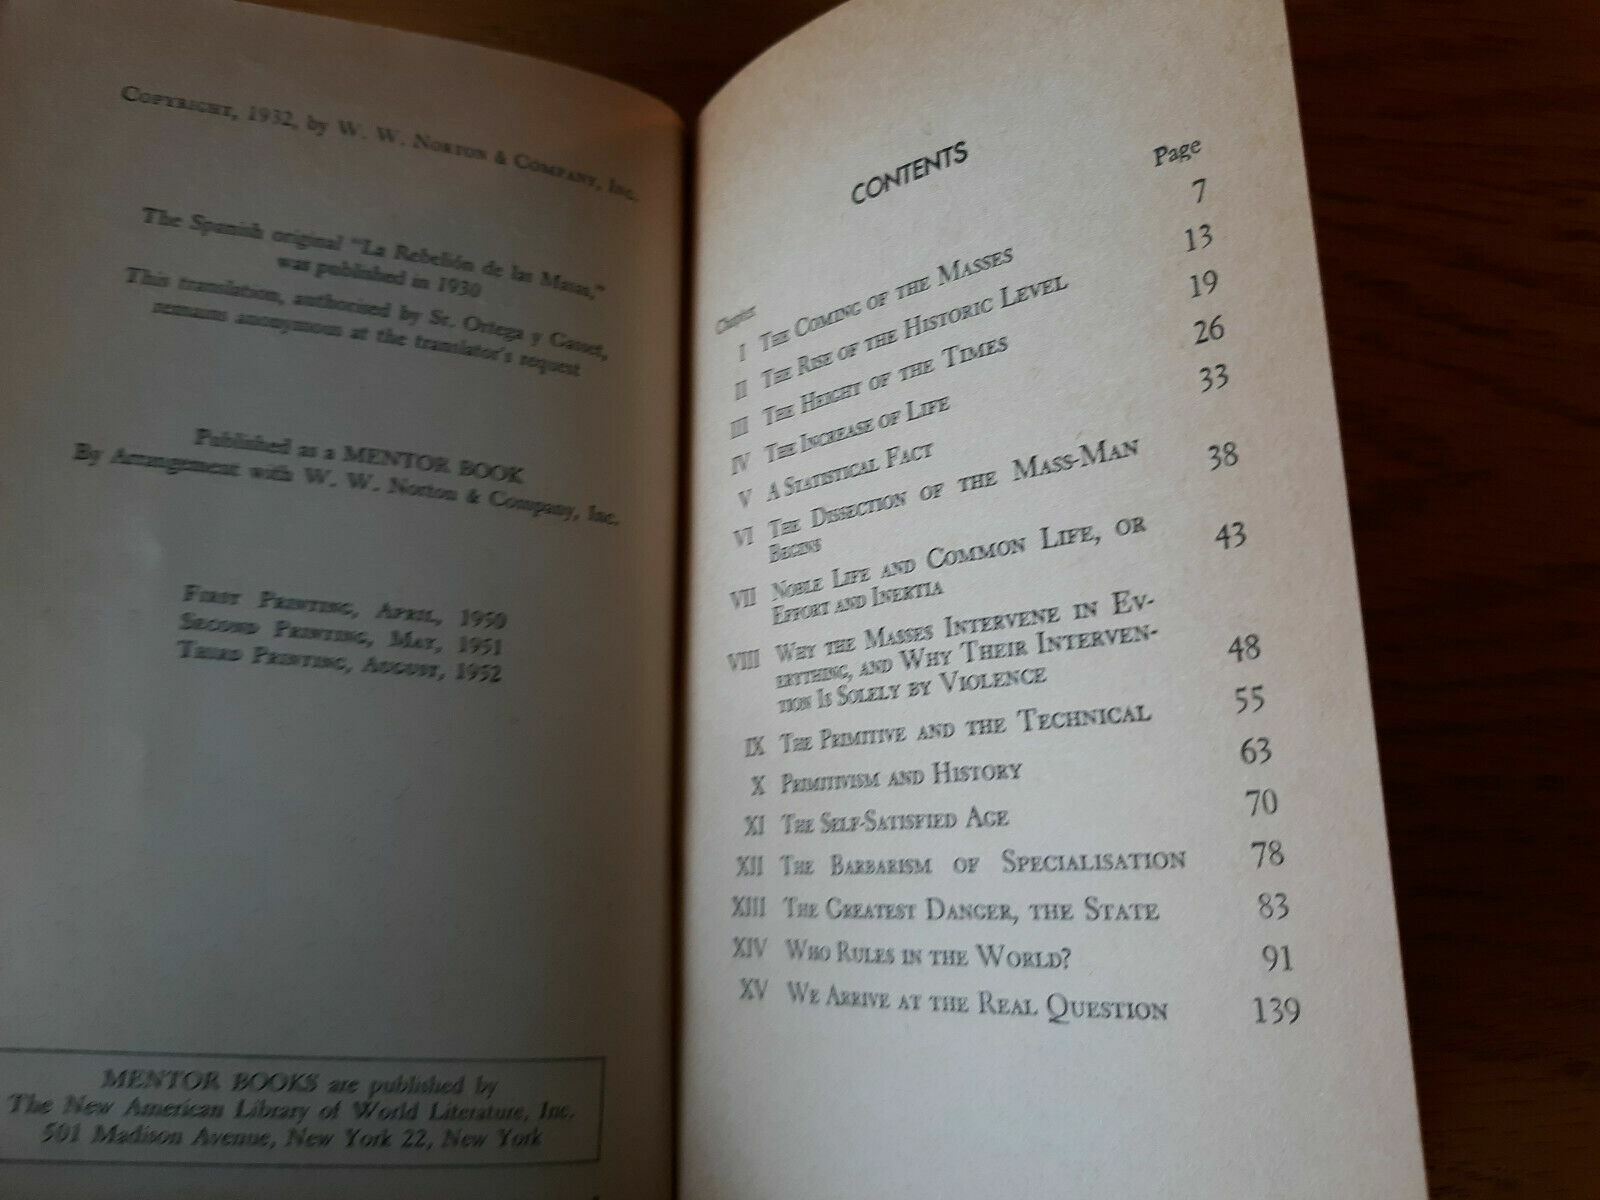 COPYRIGHT, 1932, by W. W. NORTON & COMPANY, INC.
The Spanish original "La Rebelión de las Masas,"
was published in 1930
This translation, authorised by Sr. Ortega y Gasset,
remains anonymous at the translator's request
Published as a MENTOR BOOK
By Arrangement with W. W. Norton & Company, Inc.
FIRST PRINTING, APRIL, 1950
SECOND PRINTING, MAY, 1951
THIRD PRINTING, AUGUST, 1952
MENTOR BOOKS are published by
The New American Library of World Literature, Inc.
501 Madison Avenue, New York 22, New York
CONTENTS
Chapter Page
I THE COMING OF THE MASSES 7
II THE RISE OF THE HISTORIC LEVEL 13
III THE HEIGHT OF THE TIMES 19
IV THE INCREASE OF LIFE 26
V A STATISTICAL FACT 33
VI THE DISSECTION OF THE MASS-MAN
BEGINS 38
VII NOBLE LIFE AND COMMON LIFE, OR
EFFORT AND INERTIA 43
VIII WHY THE MASSES INTERVENE IN EV-
ERYTHING, AND WHY THEIR INTERVEN-
TION IS SOLELY BY VIOLENCE 48
IX THE PRIMITIVE AND THE TECHNICAL 55
X PRIMITIVISM AND HISTORY 63
XI THE SELF-SATISFIED AGE 70
XII THE BARBARISM OF SPECIALISATION 78
XIII THE GREATEST DANGER, THE STATE 83
XIV WHO RULES IN THE WORLD? 91
XV WE ARRIVE AT THE REAL QUESTION 139